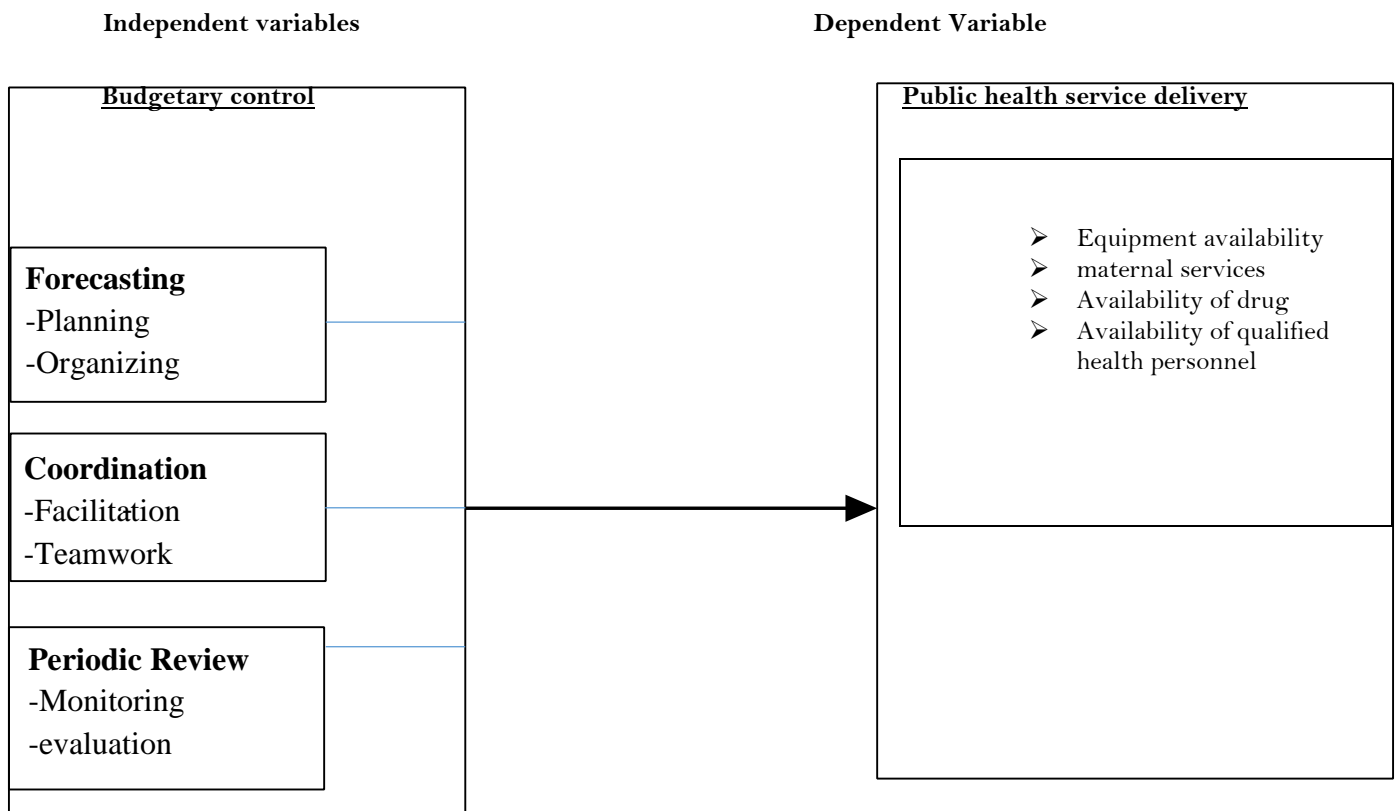 Independent variables
Dependent Variable
Budgetary control
Public health service delivery
Forecasting
-Planning
-Organizing
Coordination
-Facilitation
-Teamwork
Periodic Review
-Monitoring
-evaluation
➢ Equipment availability
➢ maternal services
➢ Availability of drug
➢ Availability of qualified
health personnel